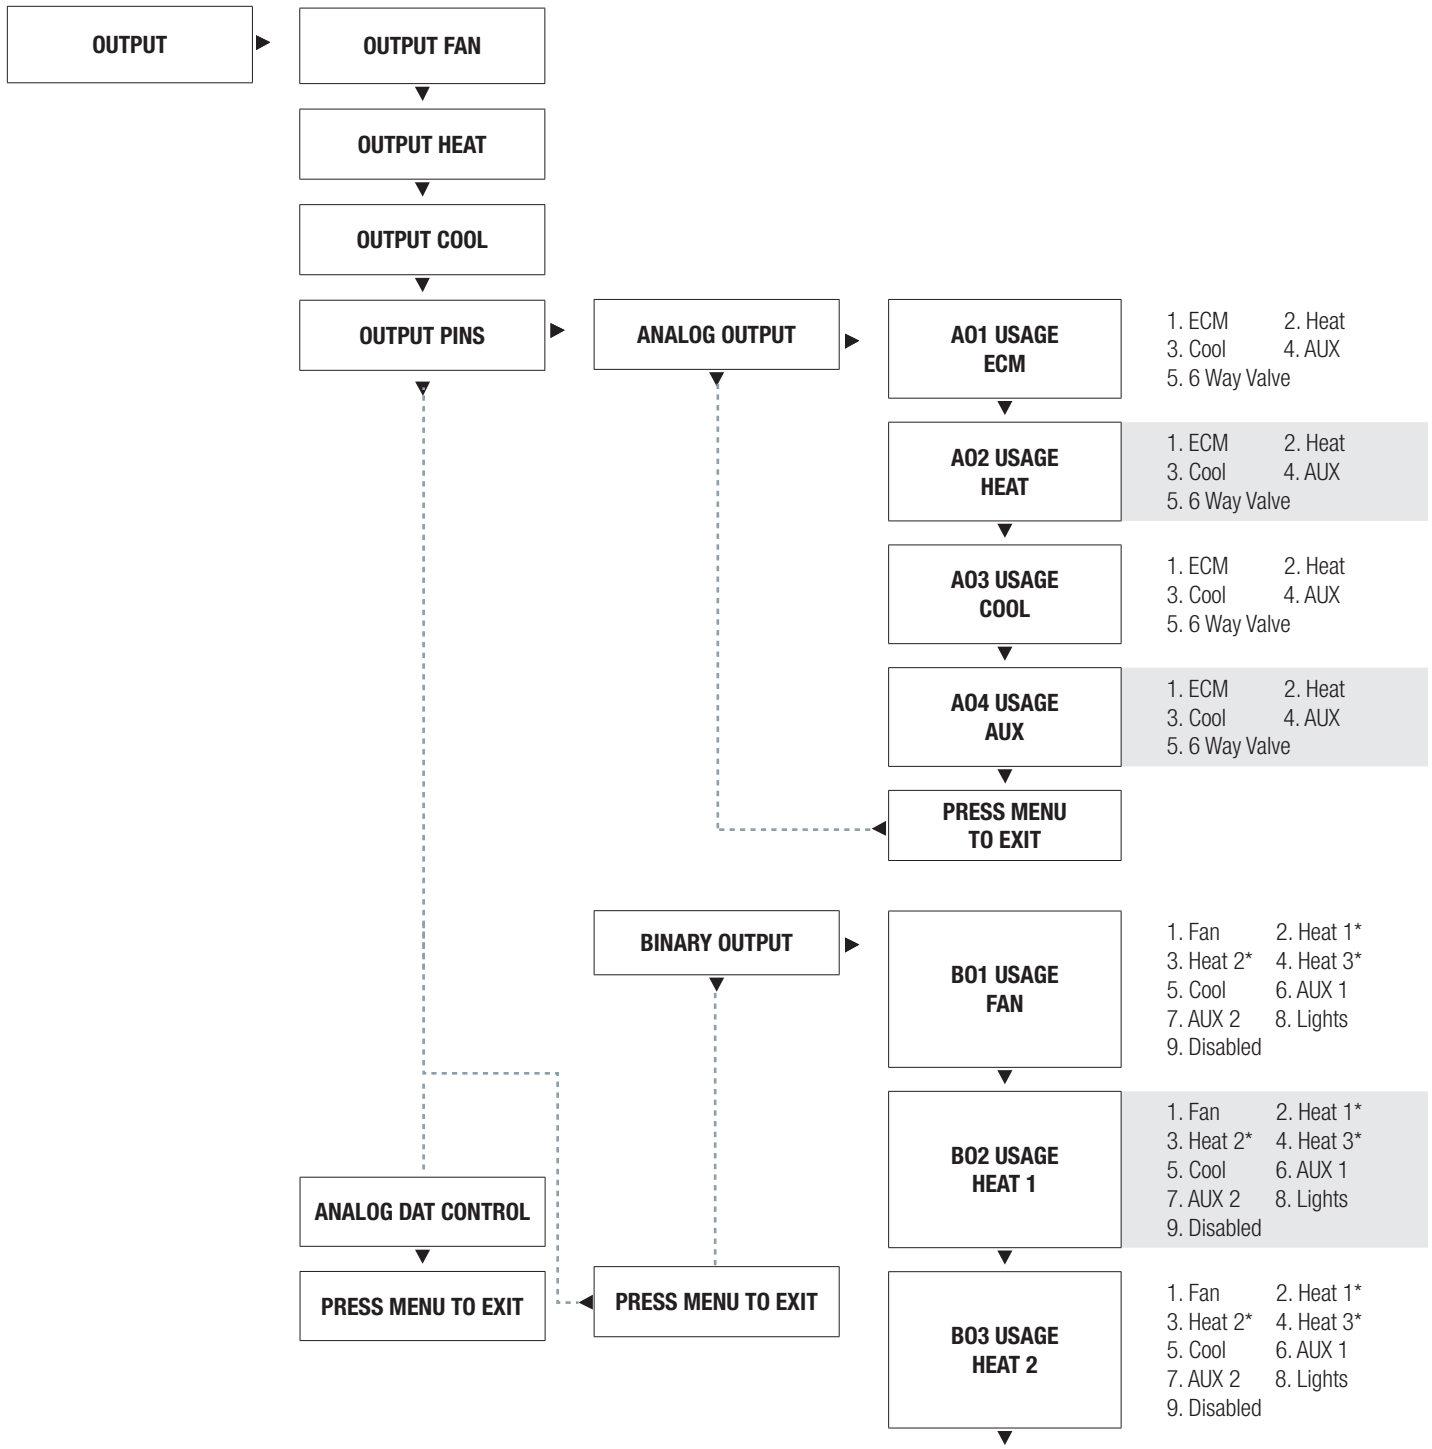 OUTPUT
OUTPUT FAN
OUTPUT HEAT
OUTPUT COOL
OUTPUT PINS
ANALOG OUTPUT
AO1 USAGE
ECM
1. ECM 2. Heat
3. Cool 4. AUX
5. 6 Way Valve
AO2 USAGE
HEAT
1. ECM 2. Heat
3. Cool 4. AUX
5. 6 Way Valve
AO3 USAGE
COOL
1. ECM 2. Heat
3. Cool 4. AUX
5. 6 Way Valve
AO4 USAGE
AUX
1. ECM 2. Heat
3. Cool 4. AUX
5. 6 Way Valve
PRESS MENU
TO EXIT
BINARY OUTPUT
BO1 USAGE
FAN
1. Fan 2. Heat 1*
3. Heat 2* 4. Heat 3*
5. Cool 6. AUX 1
7. AUX 2 8. Lights
9. Disabled
BO2 USAGE
HEAT 1
1. Fan 2. Heat 1*
3. Heat 2* 4. Heat 3*
5. Cool 6. AUX 1
7. AUX 2 8. Lights
9. Disabled
ANALOG DAT CONTROL
PRESS MENU TO EXIT
PRESS MENU TO EXIT
BO3 USAGE
HEAT 2
1. Fan 2. Heat 1*
3. Heat 2* 4. Heat 3*
5. Cool 6. AUX 1
7. AUX 2 8. Lights
9. Disabled